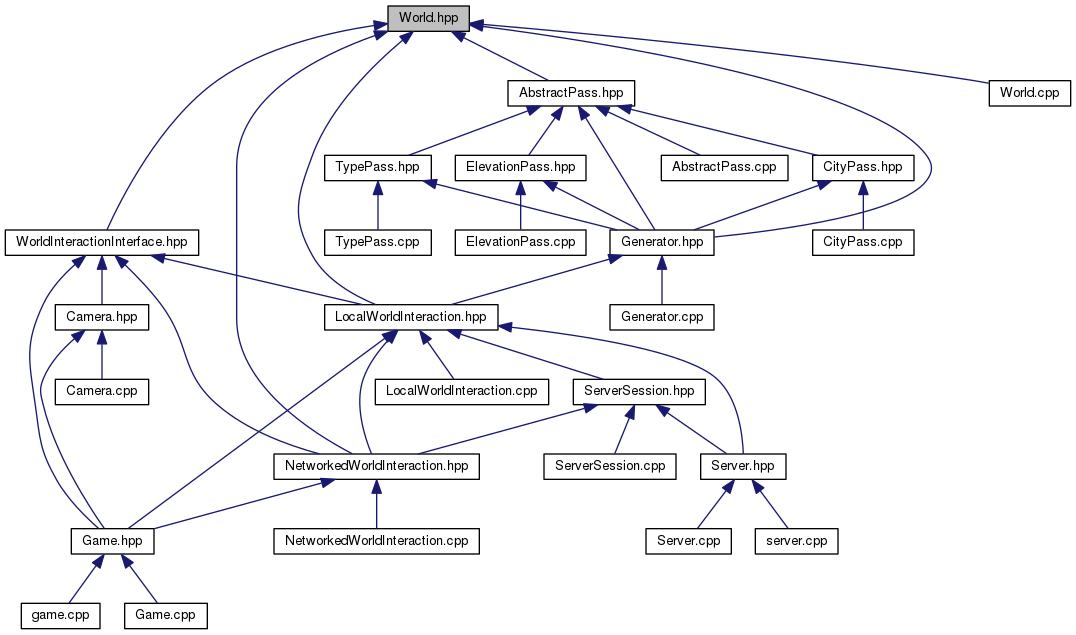 World.hpp
AbstractPass.hpp
World.cpp
TypePass.hpp
ElevationPass.hpp
AbstractPass.cpp
CityPass.hpp
WorldInteractionInterface.hpp
TypePass.cpp
ElevationPass.cpp
Generator.hpp
CityPass.cpp
Camera.hpp
LocalWorldInteraction.hpp
Generator.cpp
Camera.cpp
LocalWorldInteraction.cpp
ServerSession.hpp
NetworkedWorldInteraction.hpp
ServerSession.cpp
Server.hpp
Game.hpp
NetworkedWorldInteraction.cpp
Server.cpp
server.cpp
game.cpp
Game.cpp